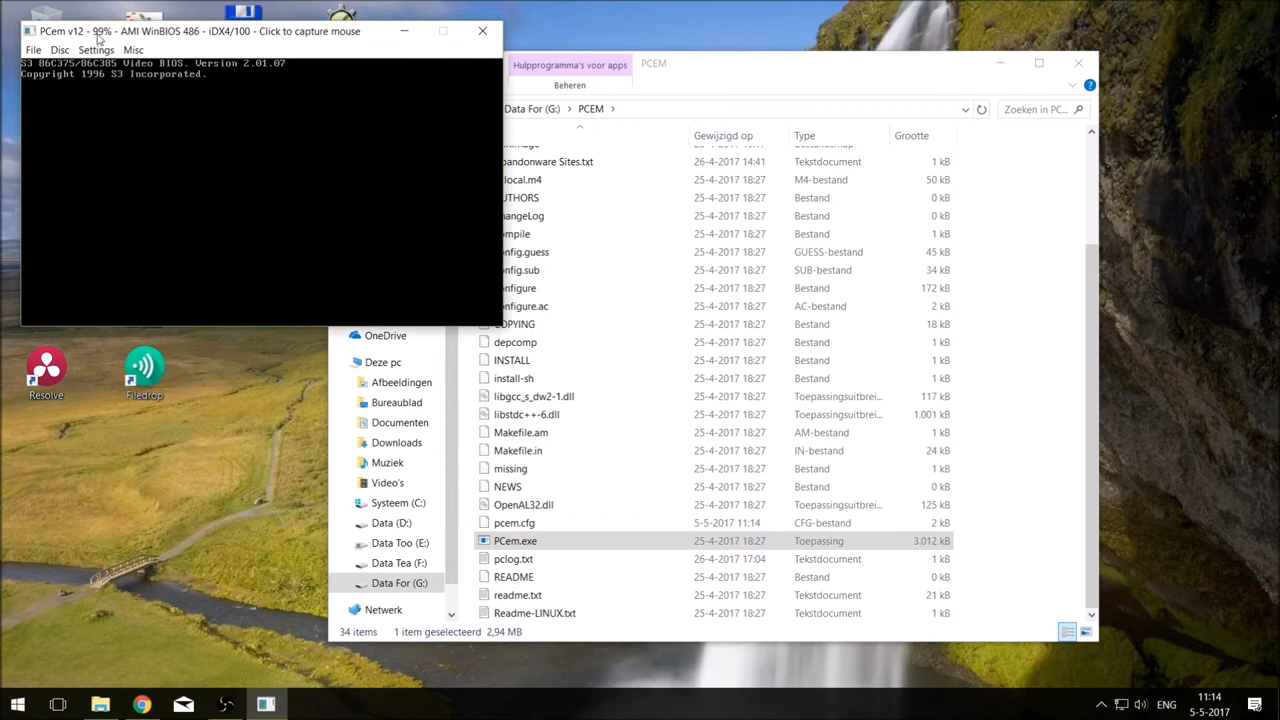 PCem v12 - 99% - AMI WinBIOS 486 - iDX4/100 - Click to capture mouse
File Disc Settings Misc
S3 86C375/86C385 Video BIOS. Version 2.01.07
Copyright 1996 S3 Incorporated.
Hulpprogramma's voor apps PCEM
Beheren
Data For (G:) > PCEM >
Zoeken in PC...
Gewijzigd op Type Grootte
bandonware Sites.txt 26-4-2017 14:41 Tekstdocument 1 kB
local.m4 25-4-2017 18:27 M4-bestand 50 kB
UTHORS 25-4-2017 18:27 Bestand 0 kB
hangeLog 25-4-2017 18:27 Bestand 0 kB
ompile 25-4-2017 18:27 Bestand 1 kB
onfig.guess 25-4-2017 18:27 GUESS-bestand 45 kB
onfig.sub 25-4-2017 18:27 SUB-bestand 34 kB
onfigure 25-4-2017 18:27 Bestand 172 kB
onfigure.ac 25-4-2017 18:27 AC-bestand 2 kB
COPYING 25-4-2017 18:27 Bestand 18 kB
depcomp 25-4-2017 18:27 Bestand 1 kB
INSTALL 25-4-2017 18:27 Bestand 1 kB
install-sh 25-4-2017 18:27 Bestand 1 kB
libgcc_s_dw2-1.dll 25-4-2017 18:27 Toepassingsuitbrei... 117 kB
libstdc++-6.dll 25-4-2017 18:27 Toepassingsuitbrei... 1.001 kB
Makefile.am 25-4-2017 18:27 AM-bestand 1 kB
Makefile.in 25-4-2017 18:27 IN-bestand 24 kB
missing 25-4-2017 18:27 Bestand 1 kB
NEWS 25-4-2017 18:27 Bestand 0 kB
OpenAL32.dll 25-4-2017 18:27 Toepassingsuitbrei... 125 kB
pcem.cfg 5-5-2017 11:14 CFG-bestand 2 kB
PCem.exe 25-4-2017 18:27 Toepassing 3.012 kB
pclog.txt 26-4-2017 17:04 Tekstdocument 1 kB
README 25-4-2017 18:27 Bestand 0 kB
readme.txt 25-4-2017 18:27 Tekstdocument 21 kB
Readme-LINUX.txt 25-4-2017 18:27 Tekstdocument 1 kB
OneDrive
Deze pc
Afbeeldingen
Bureaublad
Documenten
Downloads
Muziek
Video's
Systeem (C:)
Data (D:)
Data Too (E:)
Data Tea (F:)
Data For (G:)
Netwerk
34 items 1 item geselecteerd 2,94 MB
Resolve
Filedrop
ENG
11:14
5-5-2017